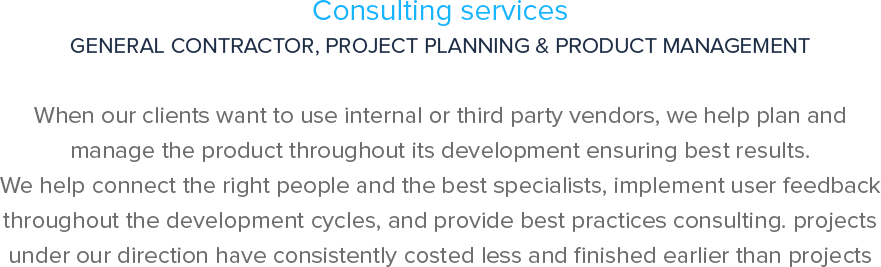 Consulting services
GENERAL CONTRACTOR, PROJECT PLANNING & PRODUCT MANAGEMENT
When our clients want to use internal or third party vendors, we help plan and
manage the product throughout its development ensuring best results.
We help connect the right people and the best specialists, implement user feedback
throughout the development cycles, and provide best practices consulting. projects
under our direction have consistently costed less and finished earlier than projects